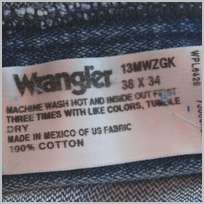 Wrangler
13MWZGK
38 X 34
MACHINE WASH HOT AND INSIDE OUT FIRST
THREE TIMES WITH LIKE COLORS, TUMBLE
DRY
MADE IN MEXICO OF US FABRIC
100% COTTON